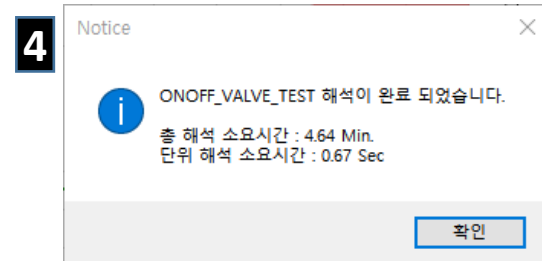 4
Notice
ONOFF_VALVE_TEST 해석이 완료 되었습니다.
총 해석 소요시간 : 4.64 Min.
단위 해석 소요시간 : 0.67 Sec
확인